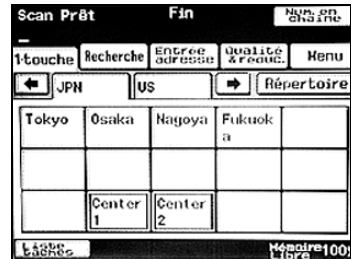 Scan Prêt Fin Num.en chaîne
1-touche Recherche Entrée adresse Qualité & réduc. Menu
JPN US Répertoire
Tokyo Osaka Nagoya Fukuok
a
Center 1 Center 2
Liste tâches Mémoire Libre 100%